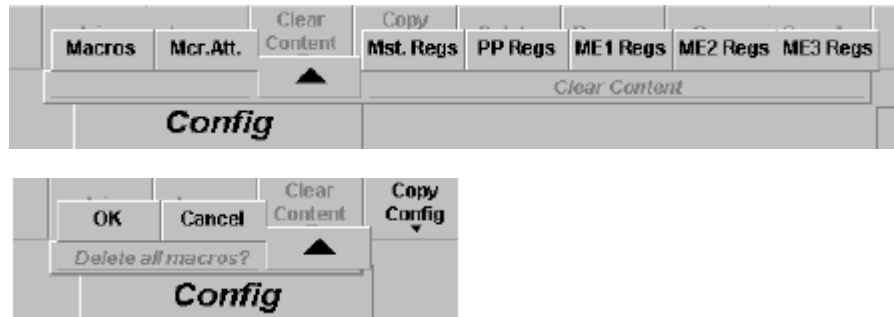 Clear Copy
Macros Mcr.Att. Content Mst. Regs PP Regs ME1 Regs ME2 Regs ME3 Regs
Clear Content
Config
Clear Copy
OK Cancel Content Config
Delete all macros?
Config